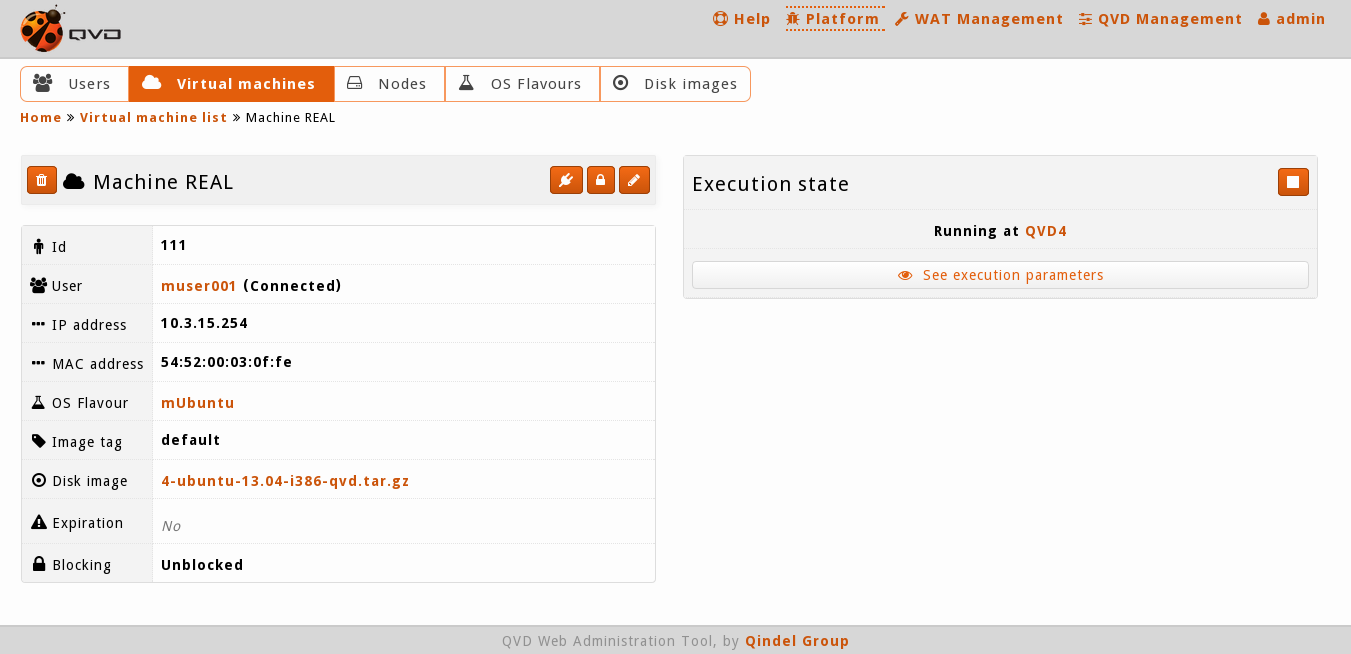 QVD Help Platform WAT Management QVD Management admin
Users Virtual machines Nodes OS Flavours Disk images
Home » Virtual machine list » Machine REAL
Machine REAL
Id 111
User muser001 (Connected)
IP address 10.3.15.254
MAC address 54:52:00:03:0f:fe
OS Flavour mUbuntu
Image tag default
Disk image 4-ubuntu-13.04-i386-qvd.tar.gz
Expiration No
Blocking Unblocked
Execution state
Running at QVD4
See execution parameters
QVD Web Administration Tool, by Qindel Group